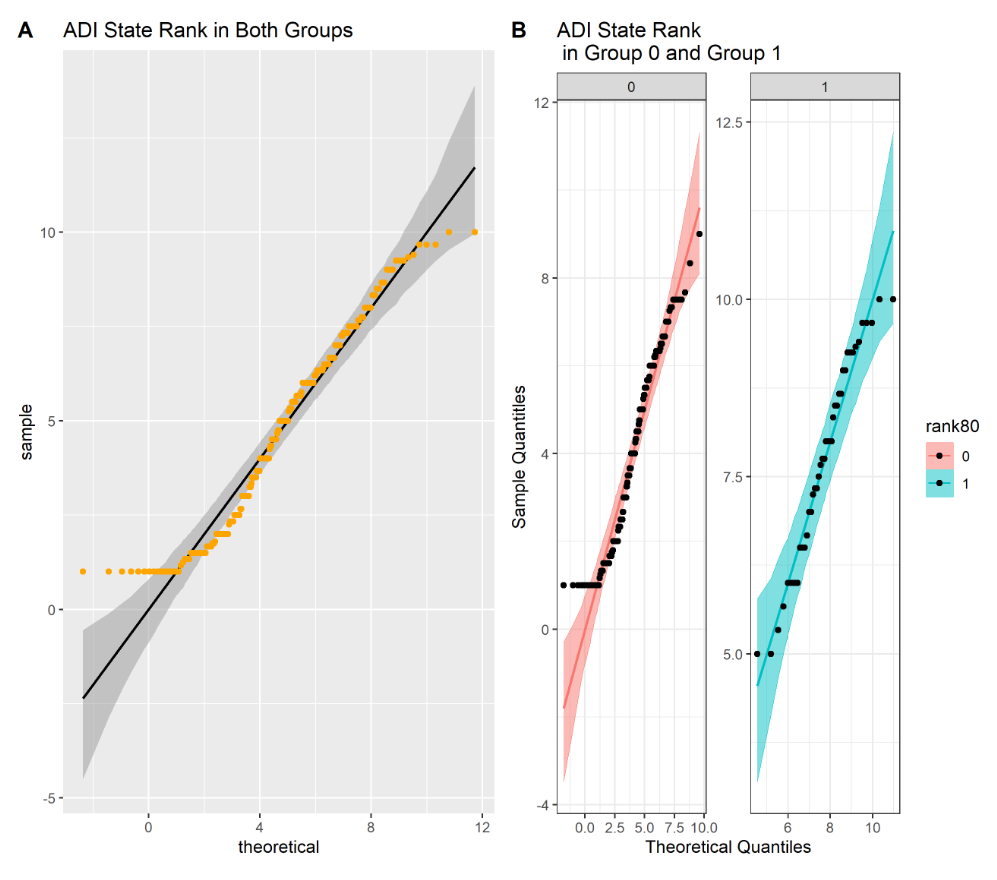 A ADI State Rank in Both Groups
sample
10
5
0
-5
0 4 8 12
theoretical
B ADI State Rank
in Group 0 and Group 1
Sample Quantiles
0
12
8
4
0
-4
0.0 2.5 5.0 7.5 10.0
1
12.5
10.0
7.5
5.0
6 8 10
Theoretical Quantiles
rank80
0
1